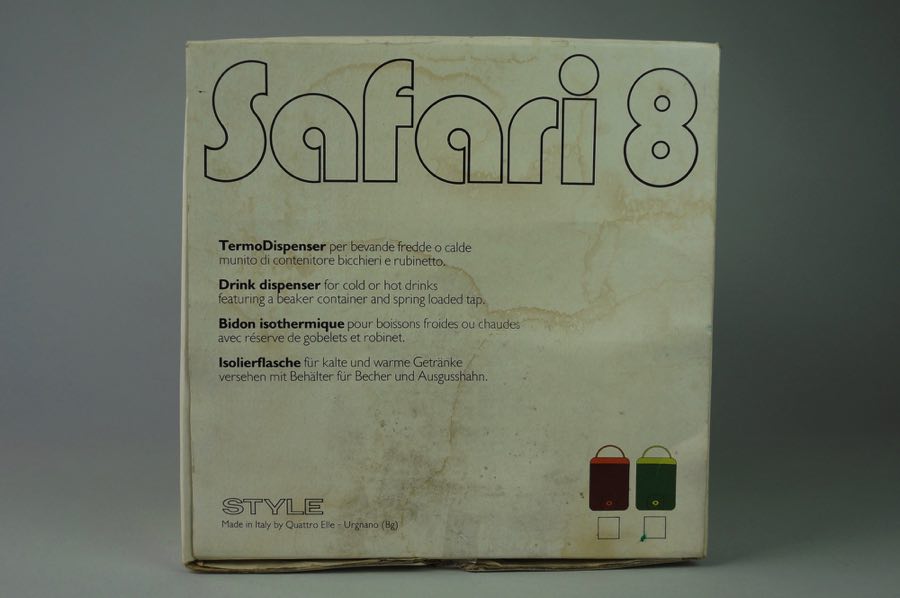 Safari 8
TermoDispenser per bevande fredde o calde
munito di contenitore bicchieri e rubinetto.
Drink dispenser for cold or hot drinks
featuring a beaker container and spring loaded tap.
Bidon isothermique pour boissons froides ou chaudes
avec réserve de gobelets et robinet.
Isolierflasche für kalte und warme Getränke
versehen mit Behälter für Becher und Ausgusshahn.
STYLE
Made in Italy by Quattro Elle - Urgnano (Bg)